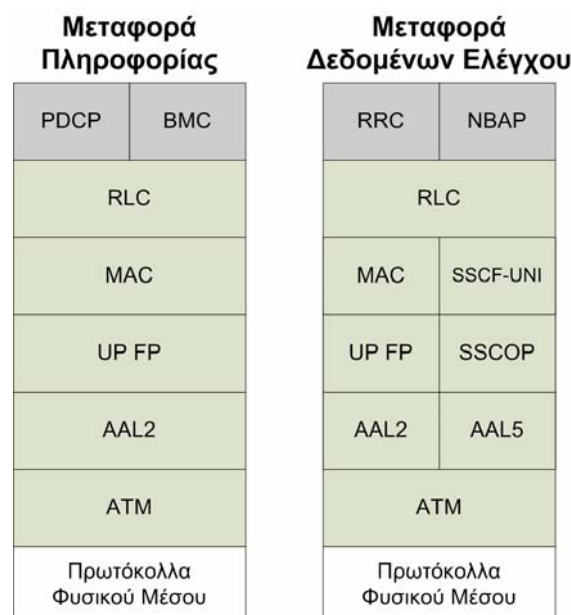 Μεταφορά
Πληροφορίας
PDCP BMC
RLC
MAC
UP FP
AAL2
ATM
Πρωτόκολλα
Φυσικού Μέσου
Μεταφορά
Δεδομένων Ελέγχου
RRC NBAP
RLC
MAC SSCF-UNI
UP FP SSCOP
AAL2 AAL5
ATM
Πρωτόκολλα
Φυσικού Μέσου